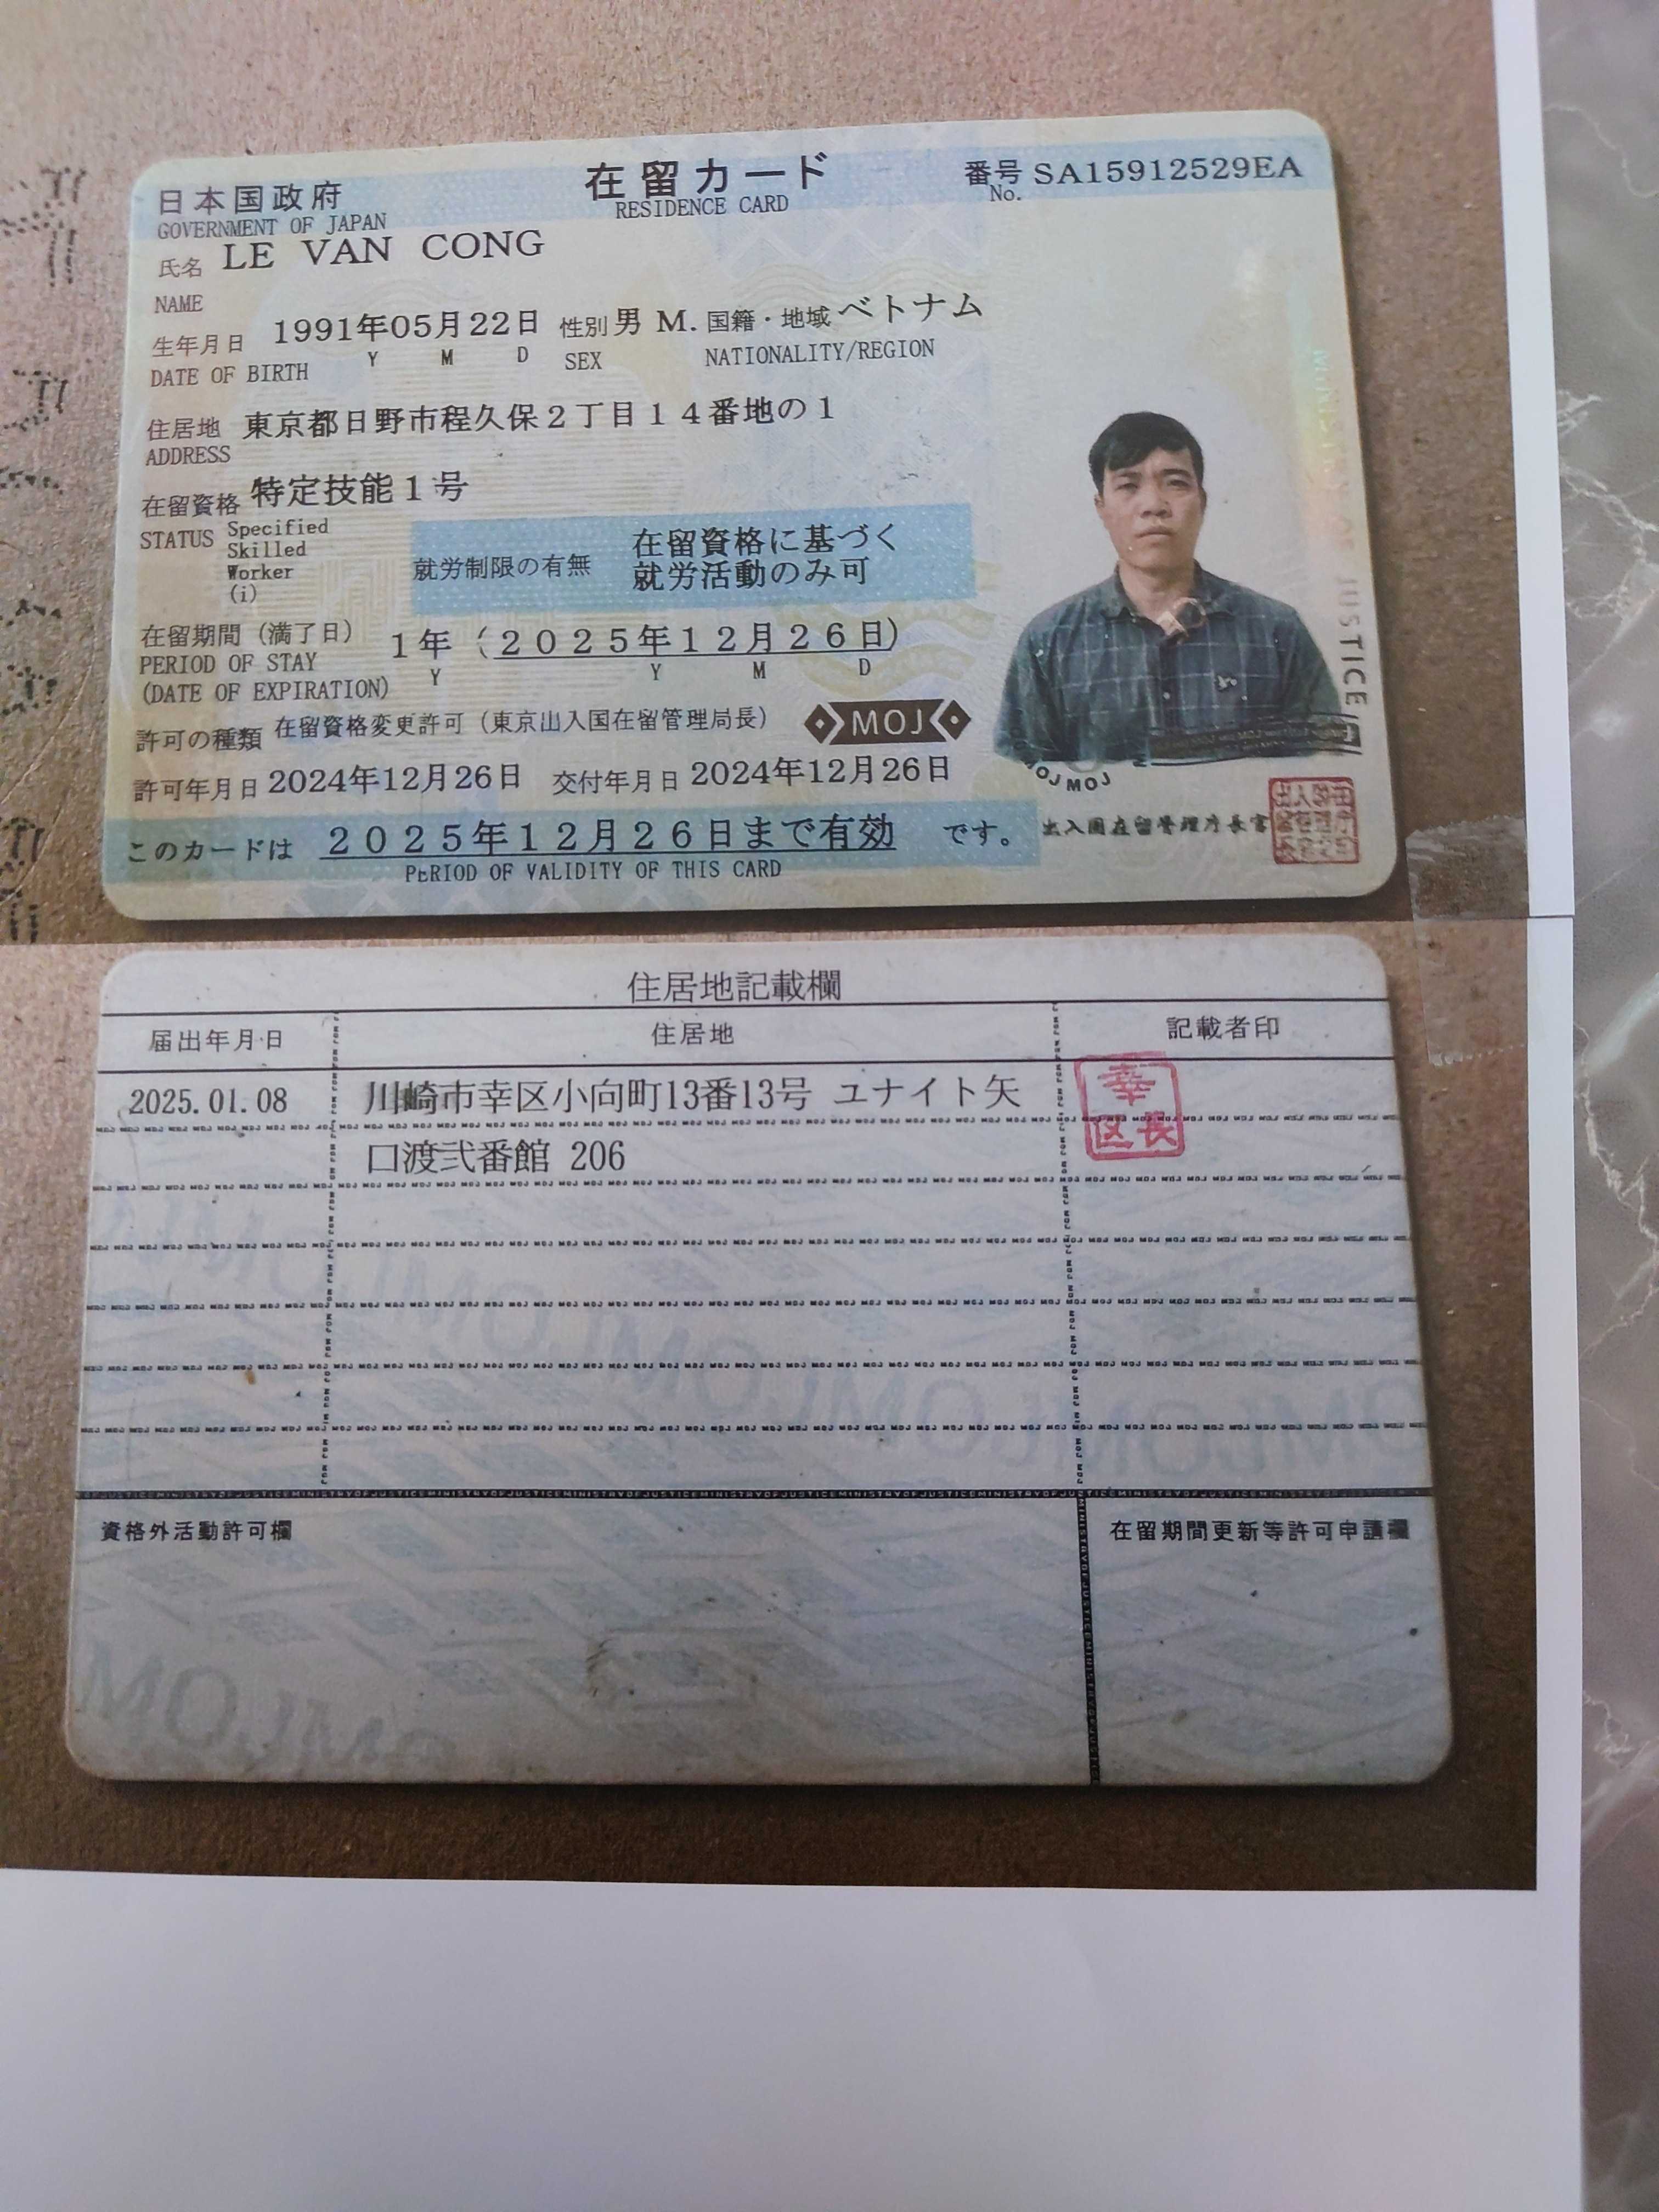 日本国政府 在留カード 番号 SA15912529EA
GOVERNMENT OF JAPAN RESIDENCE CARD No.
氏名 LE VAN CONG
NAME
生年月日 1991年05月22日 性別 男 M. 国籍・地域 ベトナム
DATE OF BIRTH Y M D SEX NATIONALITY/REGION
住居地 東京都日野市程久保2丁目14番地の1
ADDRESS
在留資格 特定技能1号
STATUS Specified
Skilled
Worker
(i)
就労制限の有無 在留資格に基づく
就労活動のみ可
在留期間（満了日） 1年（2025年12月26日）
PERIOD OF STAY Y Y M D
(DATE OF EXPIRATION)
許可の種類 在留資格変更許可（東京出入国在留管理局長）
MOJ
許可年月日 2024年12月26日 交付年月日 2024年12月26日
このカードは 2025年12月26日まで有効 です。
PERIOD OF VALIDITY OF THIS CARD
出入国在留管理庁長官
JUSTICE
MOJ MOJ
住居地記載欄
届出年月日 住居地 記載者印
2025.01.08 川崎市幸区小向町13番13号 ユナイト矢
口渡弐番館 206
幸
区長
資格外活動許可欄 在留期間更新等許可申請欄